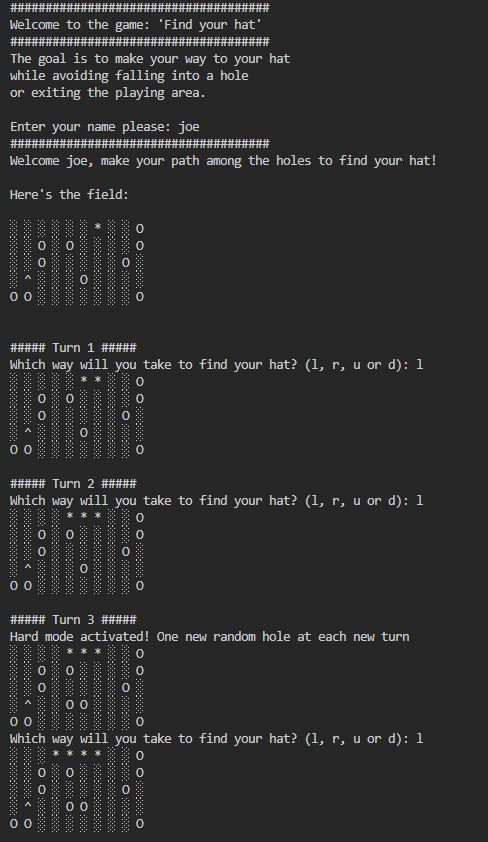 #####################################
Welcome to the game: 'Find your hat'
#####################################
The goal is to make your way to your hat
while avoiding falling into a hole
or exiting the playing area.
Enter your name please: joe
#####################################
Welcome joe, make your path among the holes to find your hat!
Here's the field:
░ ░ ░ ░ ░ ░ * ░ ░ O
░ ░ O ░ O ░ ░ ░ ░ O
░ ░ O ░ ░ ░ ░ ░ O ░
░ ^ ░ ░ ░ O ░ ░ ░ ░
O O ░ ░ ░ ░ ░ ░ ░ O
##### Turn 1 #####
Which way will you take to find your hat? (l, r, u or d): l
░ ░ ░ ░ ░ * * ░ ░ O
░ ░ O ░ O ░ ░ ░ ░ O
░ ░ O ░ ░ ░ ░ ░ O ░
░ ^ ░ ░ ░ O ░ ░ ░ ░
O O ░ ░ ░ ░ ░ ░ ░ O
##### Turn 2 #####
Which way will you take to find your hat? (l, r, u or d): l
░ ░ ░ ░ * * * ░ ░ O
░ ░ O ░ O ░ ░ ░ ░ O
░ ░ O ░ ░ ░ ░ ░ O ░
░ ^ ░ ░ ░ O ░ ░ ░ ░
O O ░ ░ ░ ░ ░ ░ ░ O
##### Turn 3 #####
Hard mode activated! One new random hole at each new turn
░ ░ ░ ░ * * * ░ ░ O
░ ░ O ░ O ░ ░ ░ ░ O
░ ░ O ░ ░ ░ ░ ░ O ░
░ ^ ░ ░ O O ░ ░ ░ ░
O O ░ ░ ░ ░ ░ ░ ░ O
Which way will you take to find your hat? (l, r, u or d): l
░ ░ ░ * * * * ░ ░ O
░ ░ O ░ O ░ ░ ░ ░ O
░ ░ O ░ ░ ░ ░ ░ O ░
░ ^ ░ ░ O O ░ ░ ░ ░
O O ░ ░ ░ ░ ░ ░ ░ O